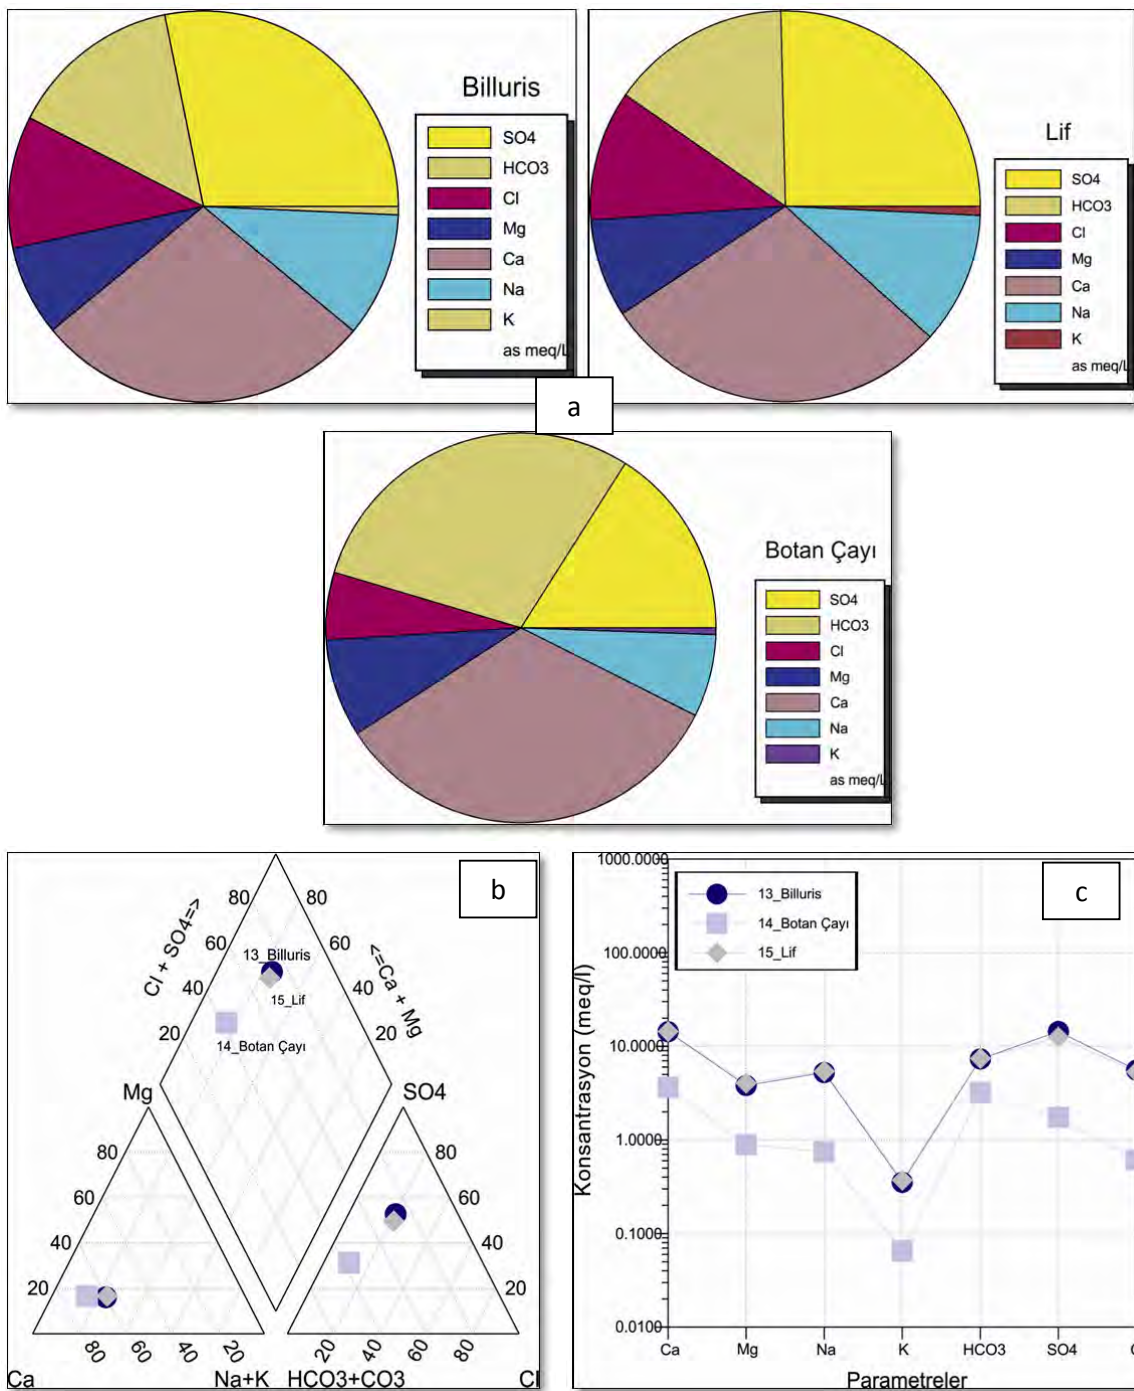 Billuris
SO4
HCO3
Cl
Mg
Ca
Na
K
as meq/L
Lif
SO4
HCO3
Cl
Mg
Ca
Na
K
as meq/L
a
Botan Çayı
SO4
HCO3
Cl
Mg
Ca
Na
K
as meq/L
b
80 80
60 60
40 40
20 20
Cl + SO4=>
<=Ca + Mg
13_Billuris
15_Lif
14_Botan Çayı
Mg SO4
80 80
60 60
40 40
20 20
80 60 40 20 20 40 60 80
Ca Na+K HCO3+CO3 Cl
c
1000.0000
100.0000
10.0000
1.0000
0.1000
0.0100
Konsantrasyon (meq/l)
13_Billuris
14_Botan Çayı
15_Lif
Ca Mg Na K HCO3 SO4
Parametreler